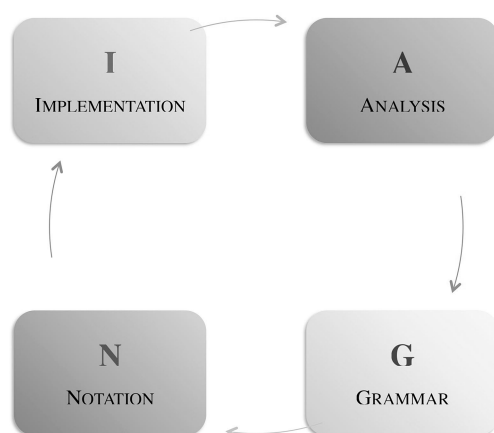 I
IMPLEMENTATION
A
ANALYSIS
N
NOTATION
G
GRAMMAR